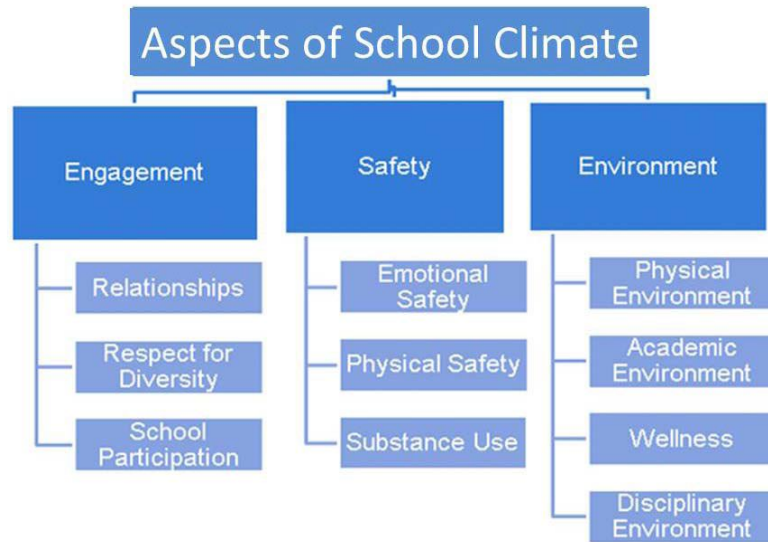 Aspects of School Climate
Engagement
Relationships
Respect for
Diversity
School
Participation
Safety
Emotional
Safety
Physical Safety
Substance Use
Environment
Physical
Environment
Academic
Environment
Wellness
Disciplinary
Environment